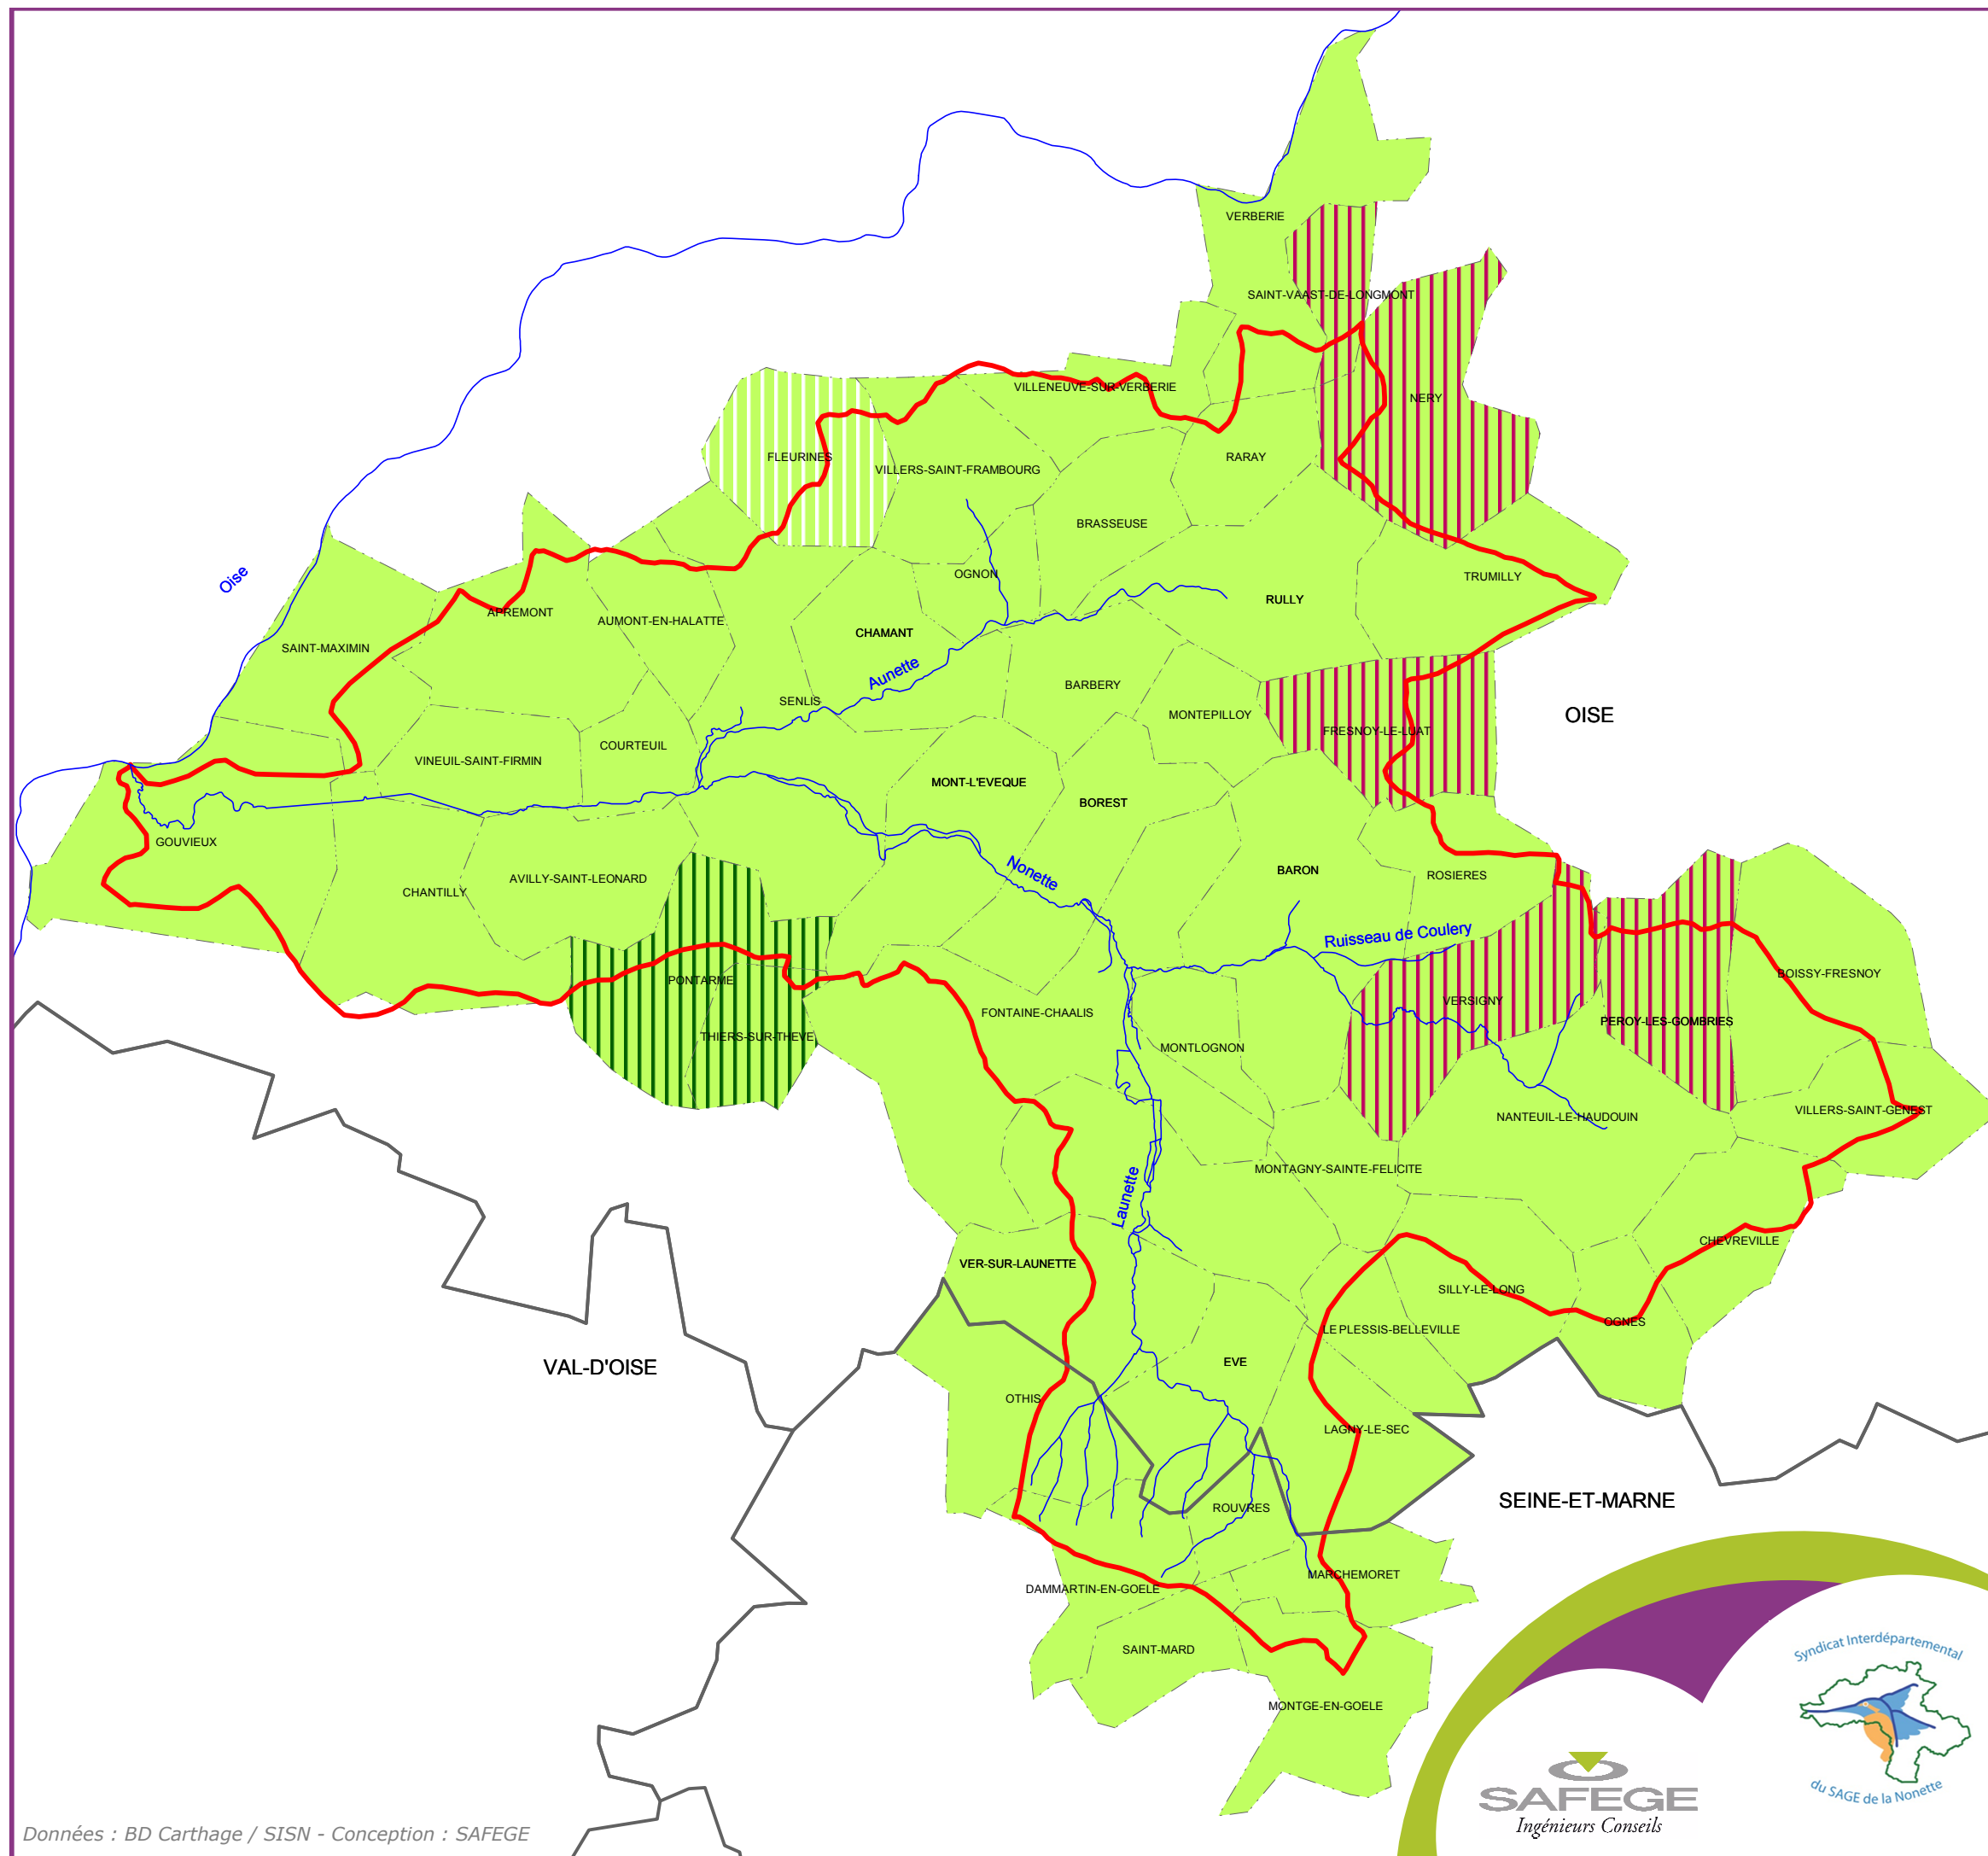 VERBERIE
SAINT-VAAST-DE-LONGMONT
VILLENEUVE-SUR-VERBERIE
NERY
FLEURINES
VILLERS-SAINT-FRAMBOURG
RARAY
BRASSEUSE
OGNON
TRUMILLY
Oise
RULLY
APREMONT
AUMONT-EN-HALATTE
CHAMANT
SAINT-MAXIMIN
Aunette
BARBERY
SENLIS
MONTEPILLOY
OISE
FRESNOY-LE-LUAT
COURTEUIL
VINEUIL-SAINT-FIRMIN
MONT-L'EVEQUE
BOREST
GOUVIEUX
Nonette
BARON
ROSIERES
AVILLY-SAINT-LEONARD
CHANTILLY
Ruisseau de Coulery
BOISSY-FRESNOY
PONTARME
VERSIGNY
FONTAINE-CHAALIS
PEROY-LES-GOMBRIES
THIERS-SUR-THEVE
MONTLOGNON
VILLERS-SAINT-GENEST
NANTEUIL-LE-HAUDOUIN
MONTAGNY-SAINTE-FELICITE
Launette
CHEVREVILLE
VER-SUR-LAUNETTE
SILLY-LE-LONG
OGNES
LE PLESSIS-BELLEVILLE
EVE
VAL-D'OISE
OTHIS
LAGNY-LE-SEC
SEINE-ET-MARNE
ROUVRES
MARCHEMORET
DAMMARTIN-EN-GOELE
SAINT-MARD
MONTGE-EN-GOELE
Syndicat Interdépartemental
du SAGE de la Nonette
SAFEGE
Ingénieurs Conseils
Données : BD Carthage / SISN - Conception : SAFEGE